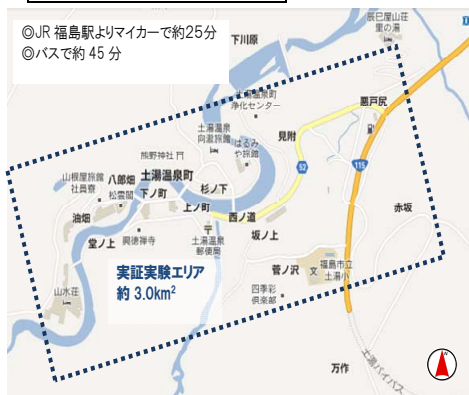 ◎JR 福島駅よりマイカーで約25分
◎バスで約 45 分
辰巳屋山荘
里の湯
下川原
土湯温泉町
浄化センター
悪戸尻
土湯温泉
向瀧旅館
見附
はるみ
や旅館
熊野神社
52
115
山根屋旅館
社員寮
八郎畑
土湯温泉町
松雲閣
下ノ町
杉ノ下
油畑
上ノ町
西ノ道
赤坂
堂ノ上
興徳禅寺
土湯温泉
郵便局
坂ノ上
実証実験エリア
約 3.0km²
菅ノ沢
文
福島市立
土湯小
山水荘
四季彩
倶楽部
万作
土湯バイパス